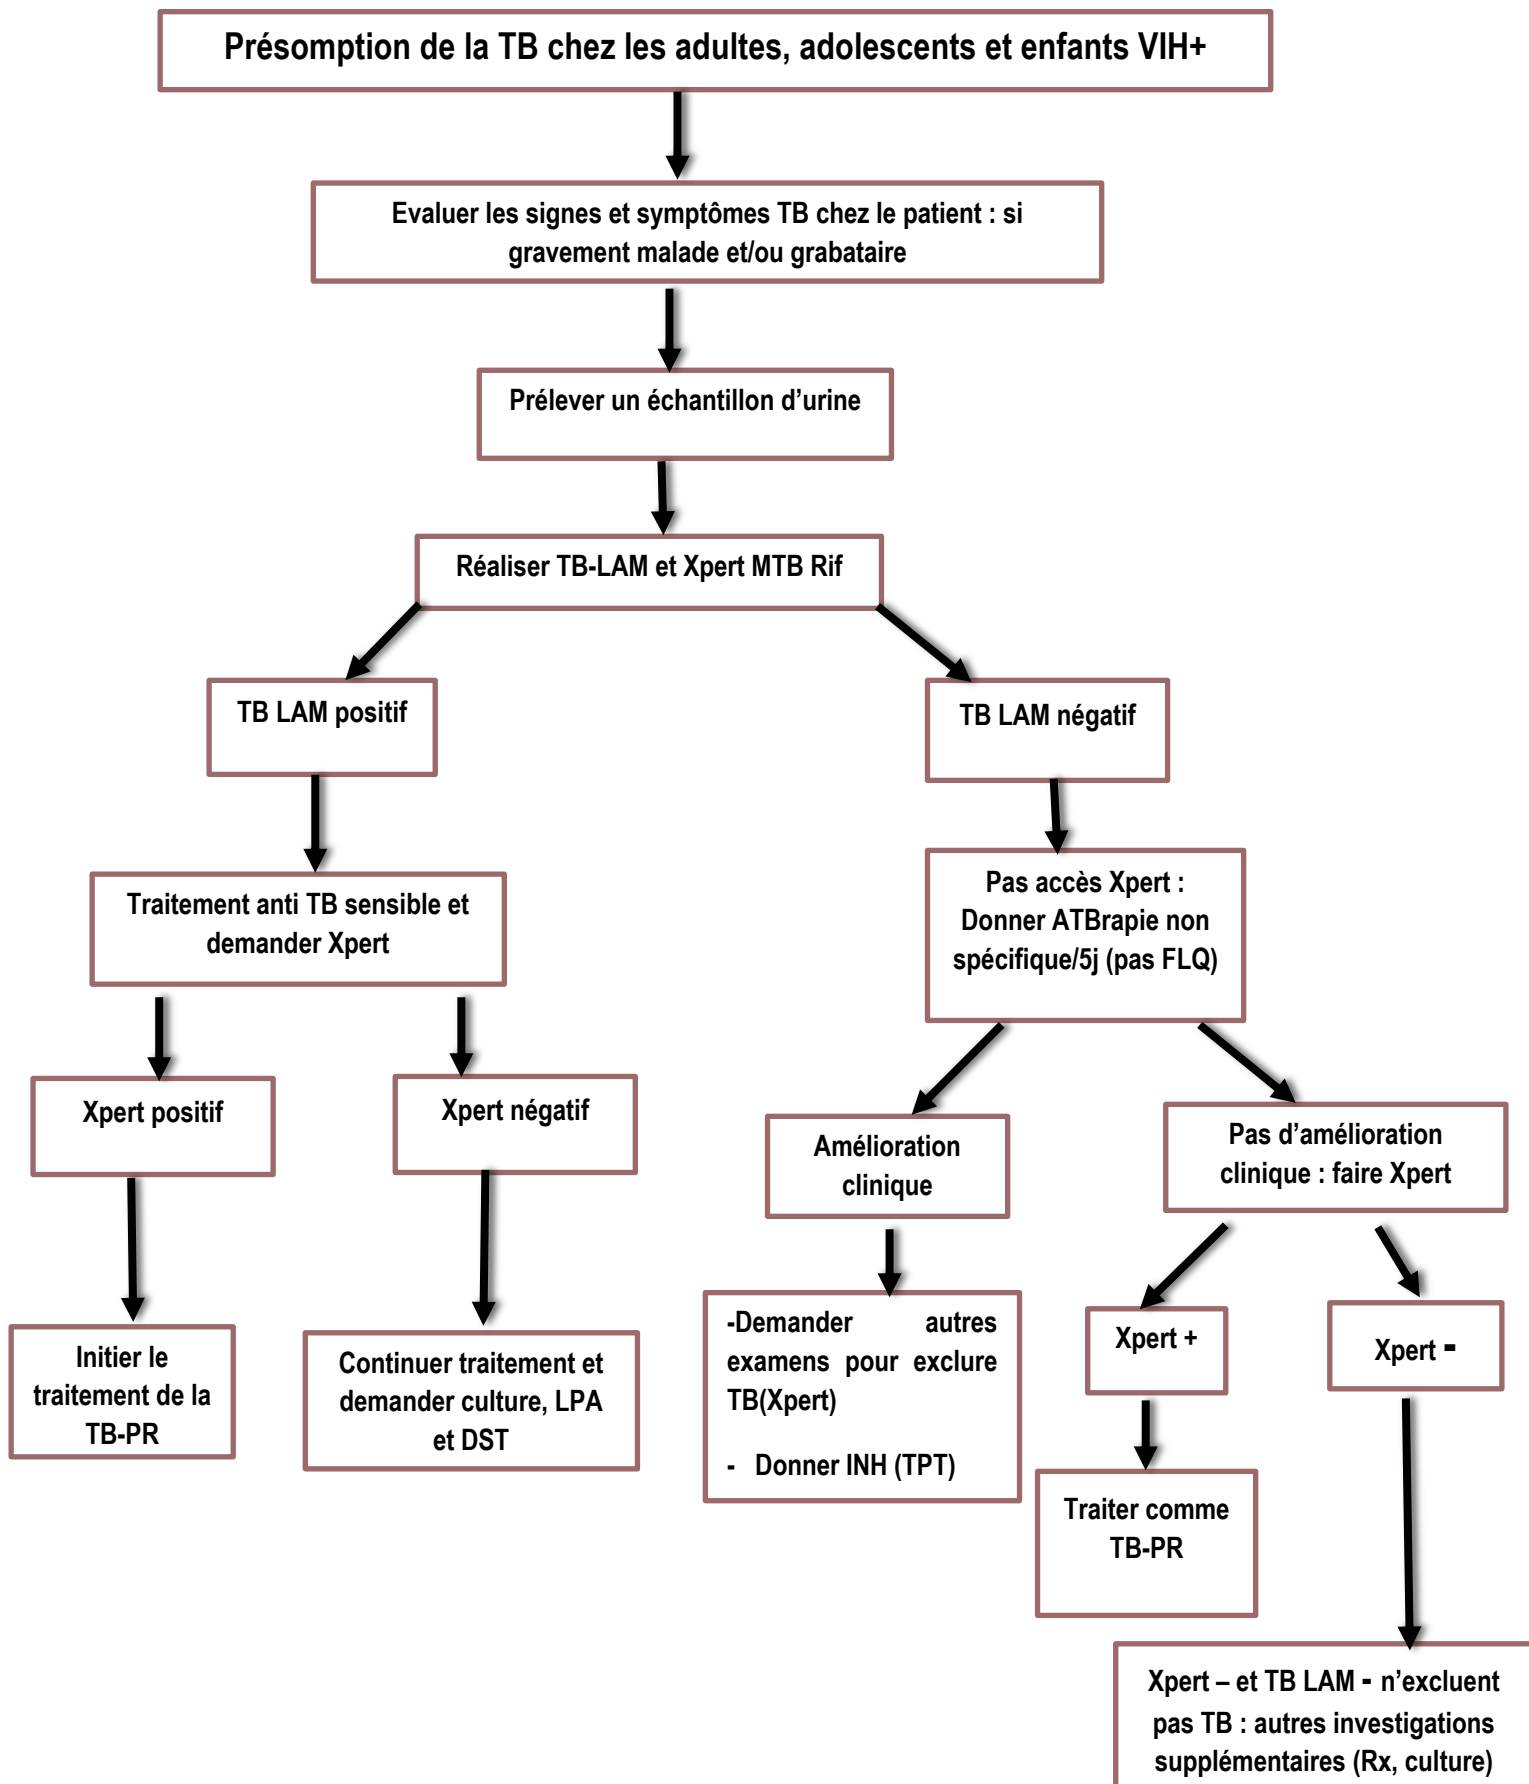 Présomption de la TB chez les adultes, adolescents et enfants VIH+
Evaluer les signes et symptômes TB chez le patient : si
gravement malade et/ou grabataire
Prélever un échantillon d’urine
Réaliser TB-LAM et Xpert MTB Rif
TB LAM positif
TB LAM négatif
Traitement anti TB sensible et
demander Xpert
Pas accès Xpert :
Donner ATBrapie non
spécifique/5j (pas FLQ)
Xpert positif
Xpert négatif
Amélioration
clinique
Pas d’amélioration
clinique : faire Xpert
Initier le
traitement de la
TB-PR
Continuer traitement et
demander culture, LPA
et DST
-Demander autres
examens pour exclure
TB(Xpert)
- Donner INH (TPT)
Xpert +
Xpert -
Traiter comme
TB-PR
Xpert – et TB LAM - n’excluent
pas TB : autres investigations
supplémentaires (Rx, culture)